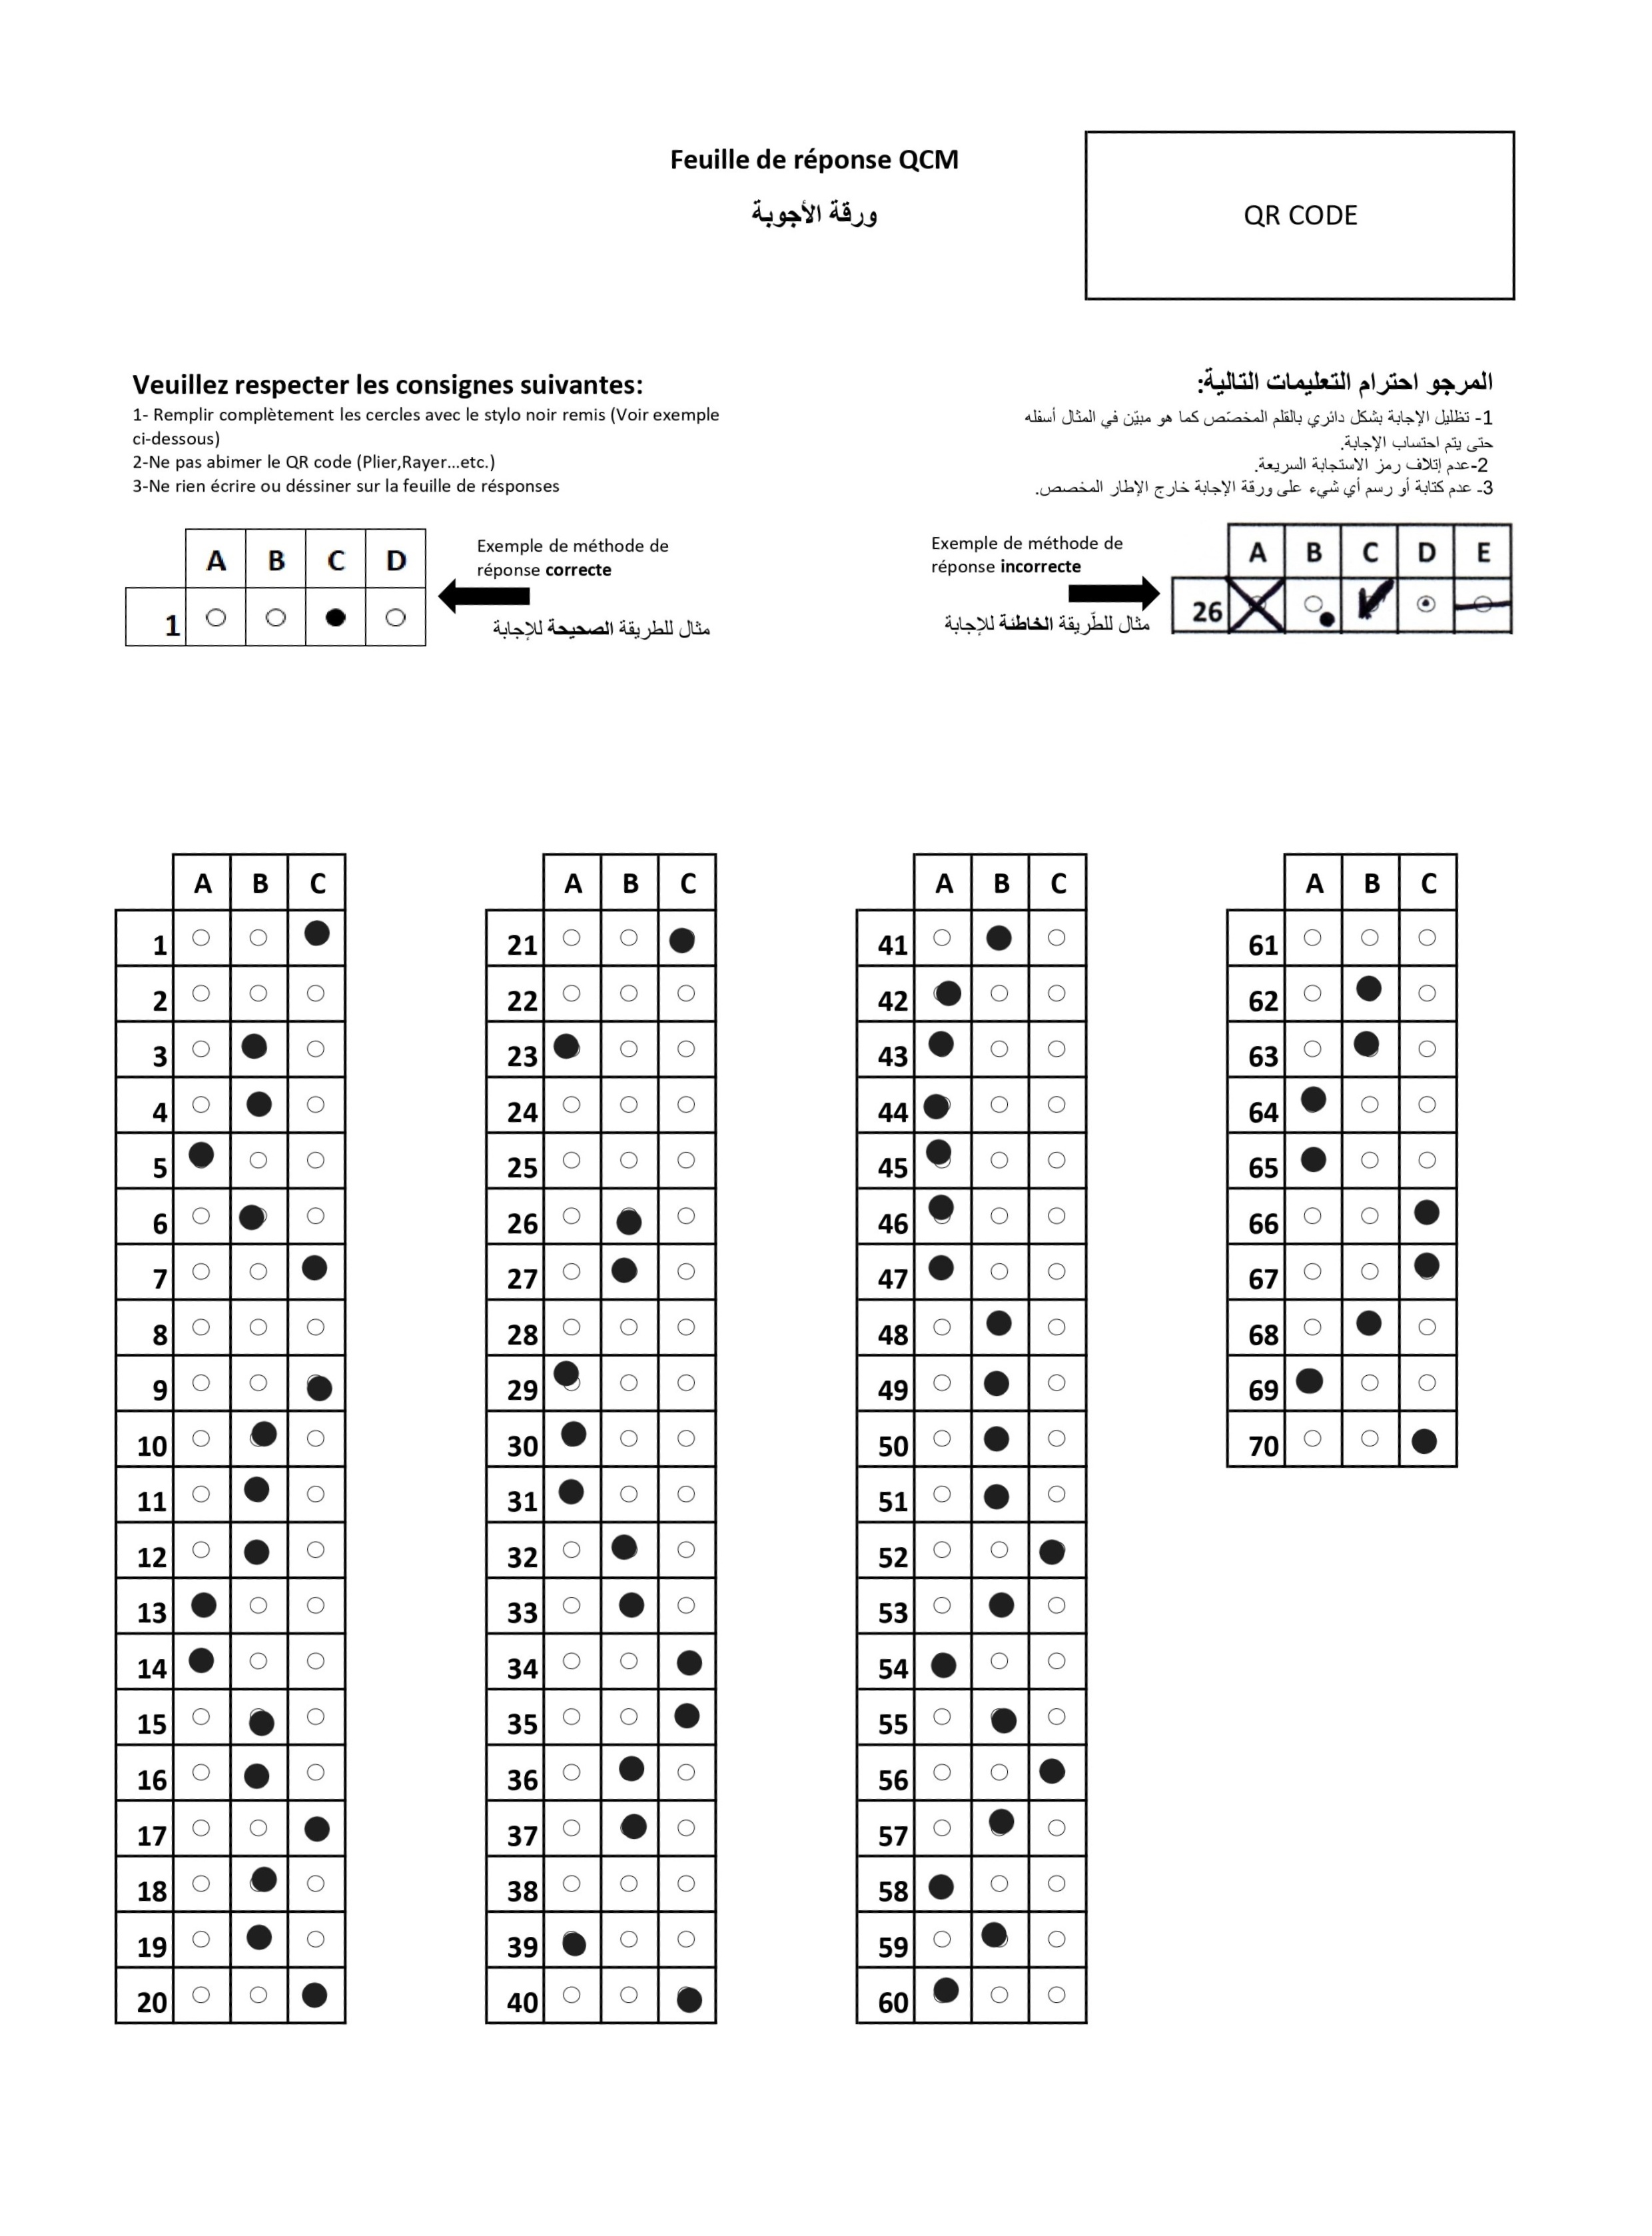 Feuille de réponse QCM
ورقة الأجوبة
QR CODE
Veuillez respecter les consignes suivantes:
1- Remplir complètement les cercles avec le stylo noir remis (Voir exemple
ci-dessous)
2-Ne pas abimer le QR code (Plier,Rayer...etc.)
3-Ne rien écrire ou déssiner sur la feuille de résponses
المرجو احترام التعليمات التالية:
1- تظليل الإجابة بشكل دائري بالقلم المخصّص كما هو مبيّن في المثال أسفله
حتى يتم احتساب الإجابة.
2-عدم إتلاف رمز الاستجابة السريعة.
3- عدم كتابة أو رسم أي شيء على ورقة الإجابة خارج الإطار المخصص.
A B C D
1
Exemple de méthode de
réponse correcte
مثال للطريقة الصحيحة للإجابة
Exemple de méthode de
réponse incorrecte
مثال للطّريقة الخاطئة للإجابة
A B C D E
26
A B C
1
2
3
4
5
6
7
8
9
10
11
12
13
14
15
16
17
18
19
20
A B C
21
22
23
24
25
26
27
28
29
30
31
32
33
34
35
36
37
38
39
40
A B C
41
42
43
44
45
46
47
48
49
50
51
52
53
54
55
56
57
58
59
60
A B C
61
62
63
64
65
66
67
68
69
70